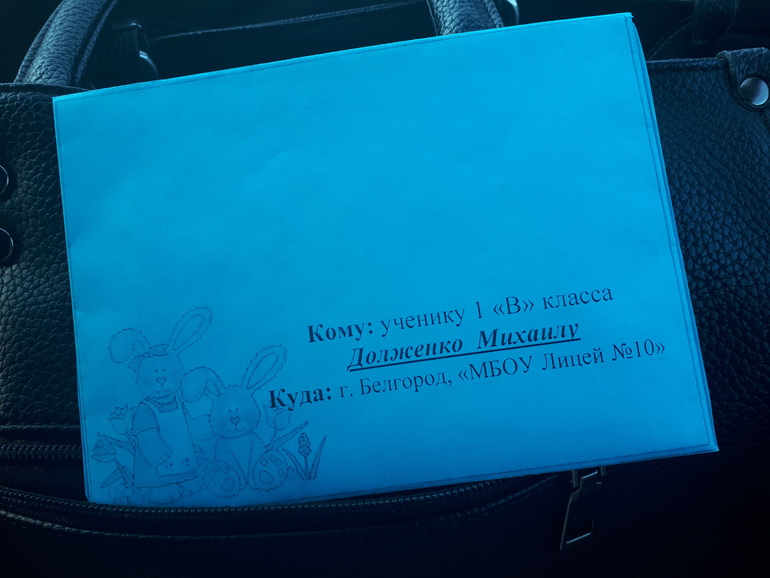 Кому: ученику 1 «В» класса
Долженко Михаилу
Куда: г. Белгород, «МБОУ Лицей №10»